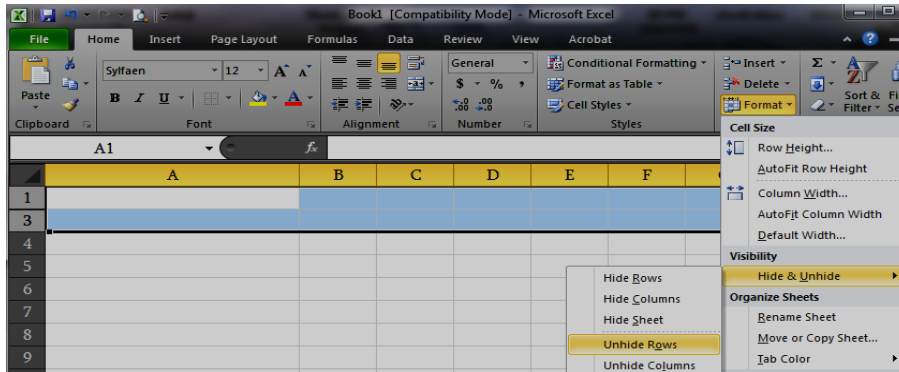 Book1 [Compatibility Mode] - Microsoft Excel
File Home Insert Page Layout Formulas Data Review View Acrobat
Paste
Sylfaen 12 A A
B I U A
General
$ % ,
.0 .00 .00 .0
Conditional Formatting
Format as Table
Cell Styles
Insert
Delete
Format
Σ
Sort &
Filter
Clipboard Font Alignment Number Styles
A1 fx
A B C D E F
1
3
4
5
6
7
8
9
Cell Size
Row Height...
AutoFit Row Height
Column Width...
AutoFit Column Width
Default Width...
Visibility
Hide & Unhide
Organize Sheets
Rename Sheet
Move or Copy Sheet...
Tab Color
Hide Rows
Hide Columns
Hide Sheet
Unhide Rows
Unhide Columns